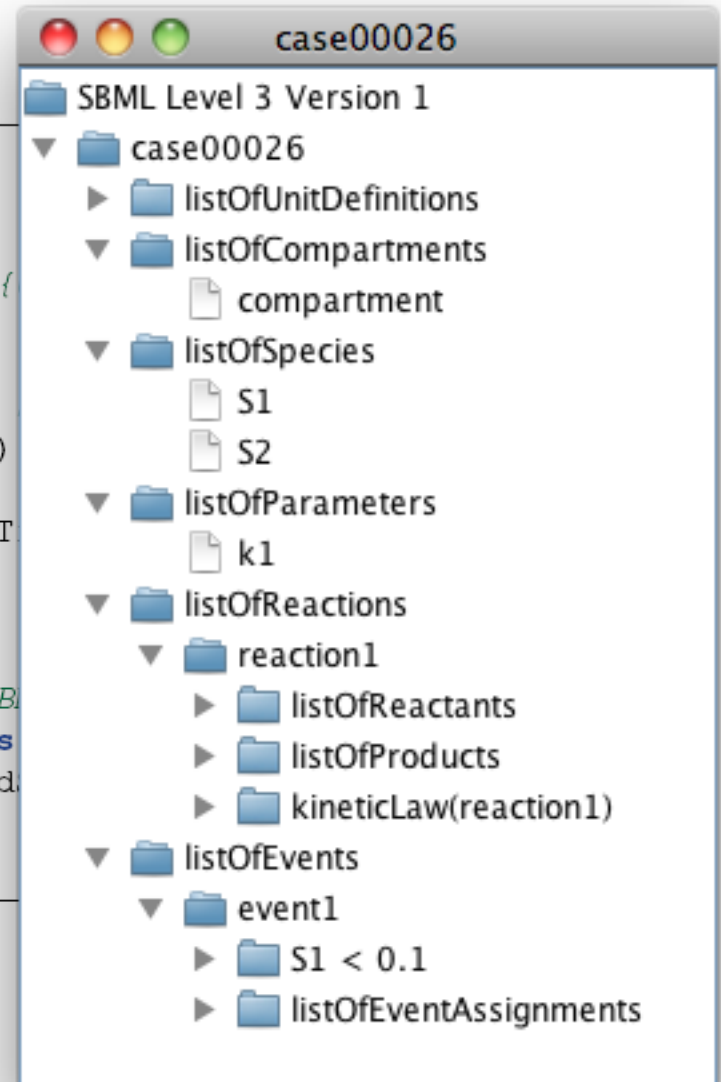 case00026
SBML Level 3 Version 1
case00026
listOfUnitDefinitions
listOfCompartments
compartment
listOfSpecies
S1
S2
listOfParameters
k1
listOfReactions
reaction1
listOfReactants
listOfProducts
kineticLaw(reaction1)
listOfEvents
event1
S1 < 0.1
listOfEventAssignments